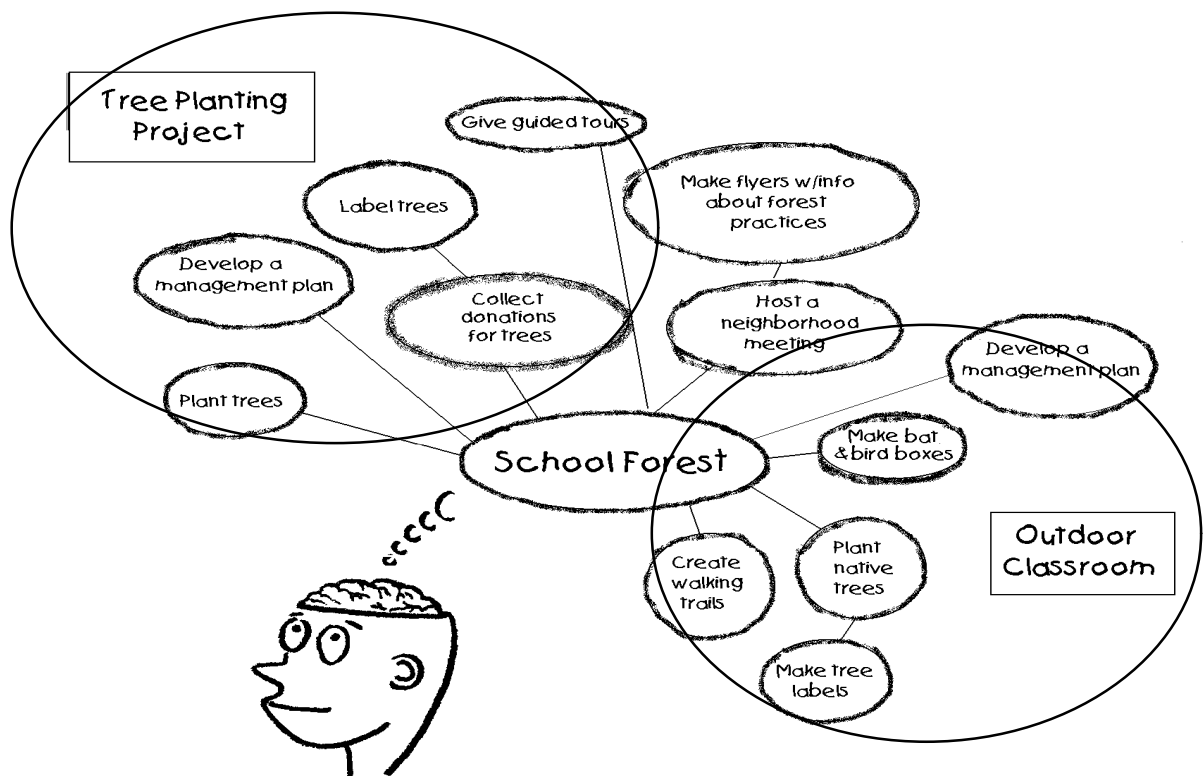 Tree Planting
Project
Give guided tours
Label trees
Make flyers w/info
about forest
practices
Develop a
management plan
Collect
donations
for trees
Host a
neighborhood
meeting
Develop a
management plan
Plant trees
Make bat
& bird boxes
School Forest
Outdoor
Classroom
Create
walking
trails
Plant
native
trees
Make tree
labels